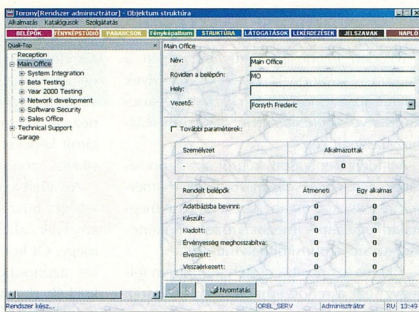 Torony[Rendszer adminisztrátor] - Objektum struktúra
Alkalmazás Katalógusok Szolgátatás
BELÉPŐK FÉNYKÉPSTÚDIÓ PARANCSOK Fényképalbum STRUKTÚRA LÁTOGATÁSOK LEKÉRDEZÉSEK JELSZAVAK NAPLÓ
Quali-Top
Reception
Main Office
System Integration
Beta Testing
Year 2000 Testing
Network development
Software Security
Sales Office
Technical Support
Garage
Main Office
Név: Main Office
Röviden a belépőn: MO
Hely:
Vezető: Forsyth Frederic
További paraméterek:
Személyzet Alkalmazottak
- 0
Rendelt belépők Átmeneti Egy alkalmas
Adatbázisba bevinni: 0 0
Készült: 0 0
Kiadott: 0 0
Érvényesség meghosszabbítva: 0 0
Elveszett: 0 0
Visszaérkezett: 0 0
Nyomtatás
Rendszer kész... OREL_SERV Adminisztrátor RU 13:49